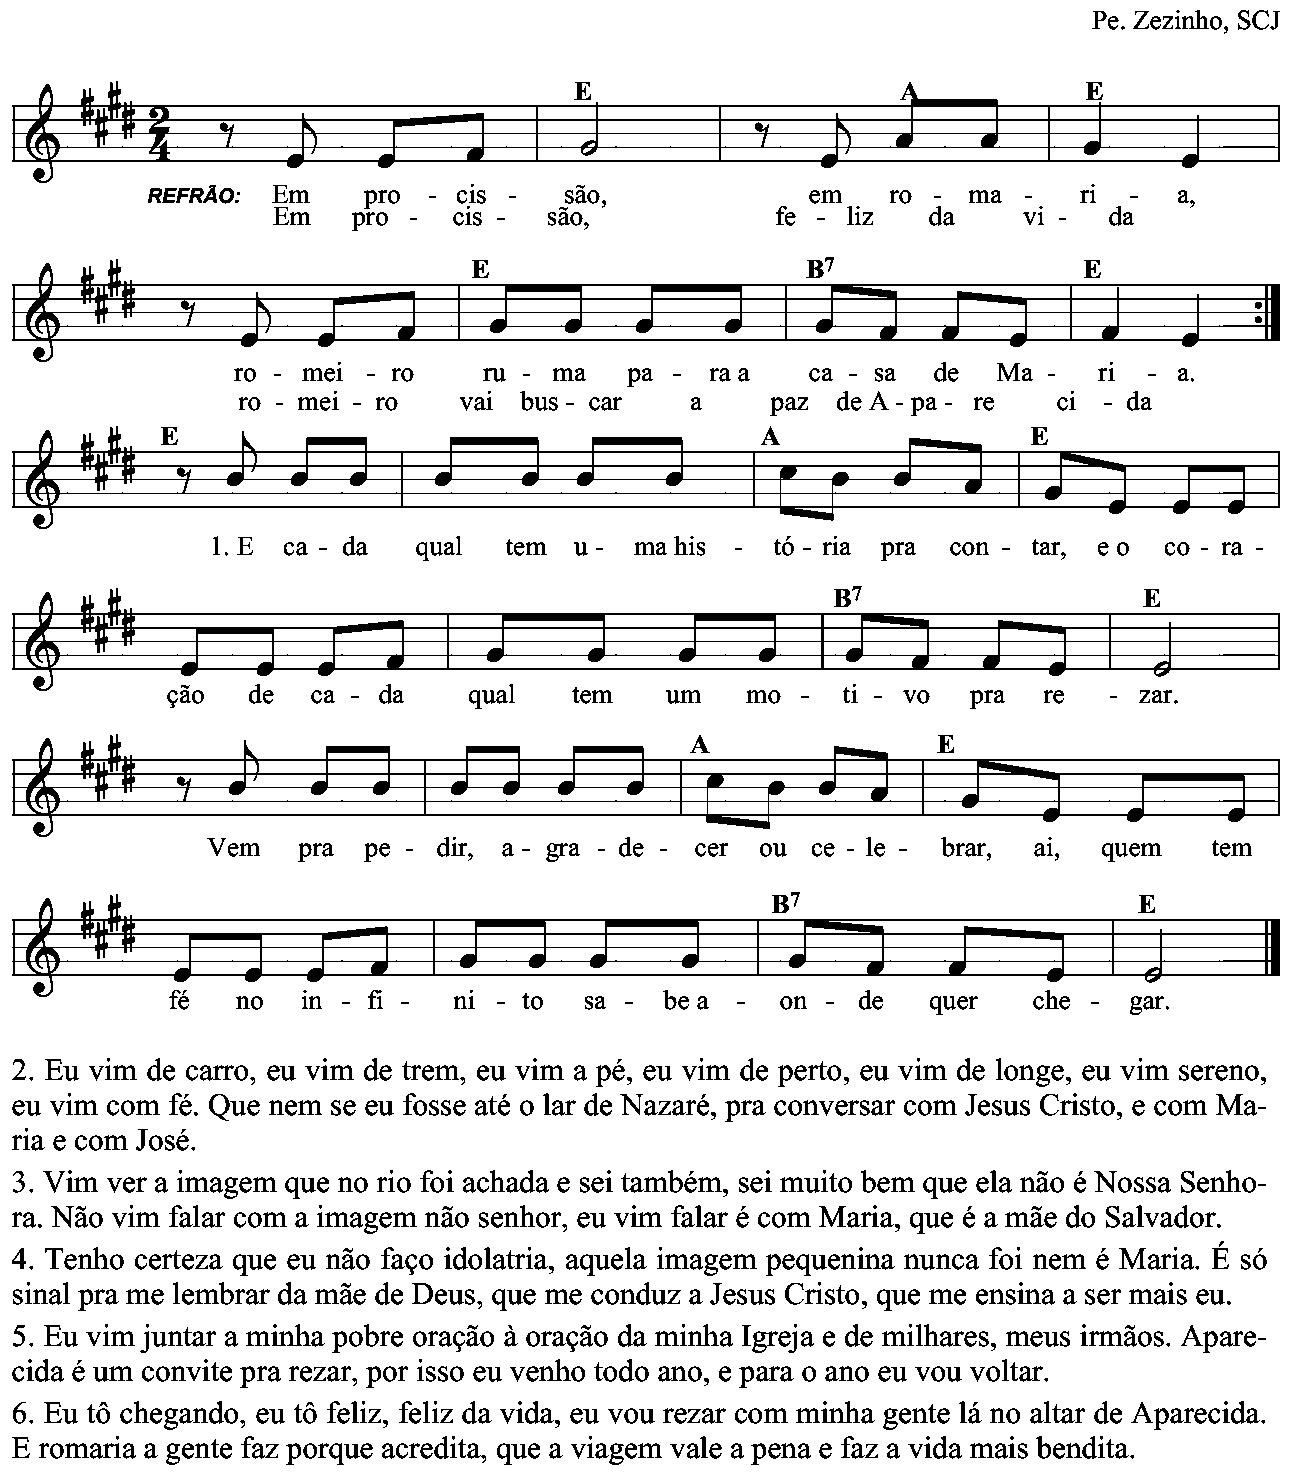 Pe. Zezinho, SCJ
E A E
REFRÃO: Em pro - cis - são, em ro - ma - ri - a,
Em pro - cis - são, fe - liz da vi - da
E B7 E
ro - mei - ro ru - ma pa - ra a ca - sa de Ma - ri - a.
ro - mei - ro vai bus - car a paz de A - pa - re ci - da
E A E
1. E ca - da qual tem u - ma his - tó - ria pra con - tar, e o co - ra -
B7 E
ção de ca - da qual tem um mo - ti - vo pra re - zar.
A E
Vem pra pe - dir, a - gra - de - cer ou ce - le - brar, ai, quem tem
B7 E
fé no in - fi - ni - to sa - be a - on - de quer che - gar.
2. Eu vim de carro, eu vim de trem, eu vim a pé, eu vim de perto, eu vim de longe, eu vim sereno,
eu vim com fé. Que nem se eu fosse até o lar de Nazaré, pra conversar com Jesus Cristo, e com Ma-
ria e com José.
3. Vim ver a imagem que no rio foi achada e sei também, sei muito bem que ela não é Nossa Senho-
ra. Não vim falar com a imagem não senhor, eu vim falar é com Maria, que é a mãe do Salvador.
4. Tenho certeza que eu não faço idolatria, aquela imagem pequenina nunca foi nem é Maria. É só
sinal pra me lembrar da mãe de Deus, que me conduz a Jesus Cristo, que me ensina a ser mais eu.
5. Eu vim juntar a minha pobre oração à oração da minha Igreja e de milhares, meus irmãos. Apare-
cida é um convite pra rezar, por isso eu venho todo ano, e para o ano eu vou voltar.
6. Eu tô chegando, eu tô feliz, feliz da vida, eu vou rezar com minha gente lá no altar de Aparecida.
E romaria a gente faz porque acredita, que a viagem vale a pena e faz a vida mais bendita.